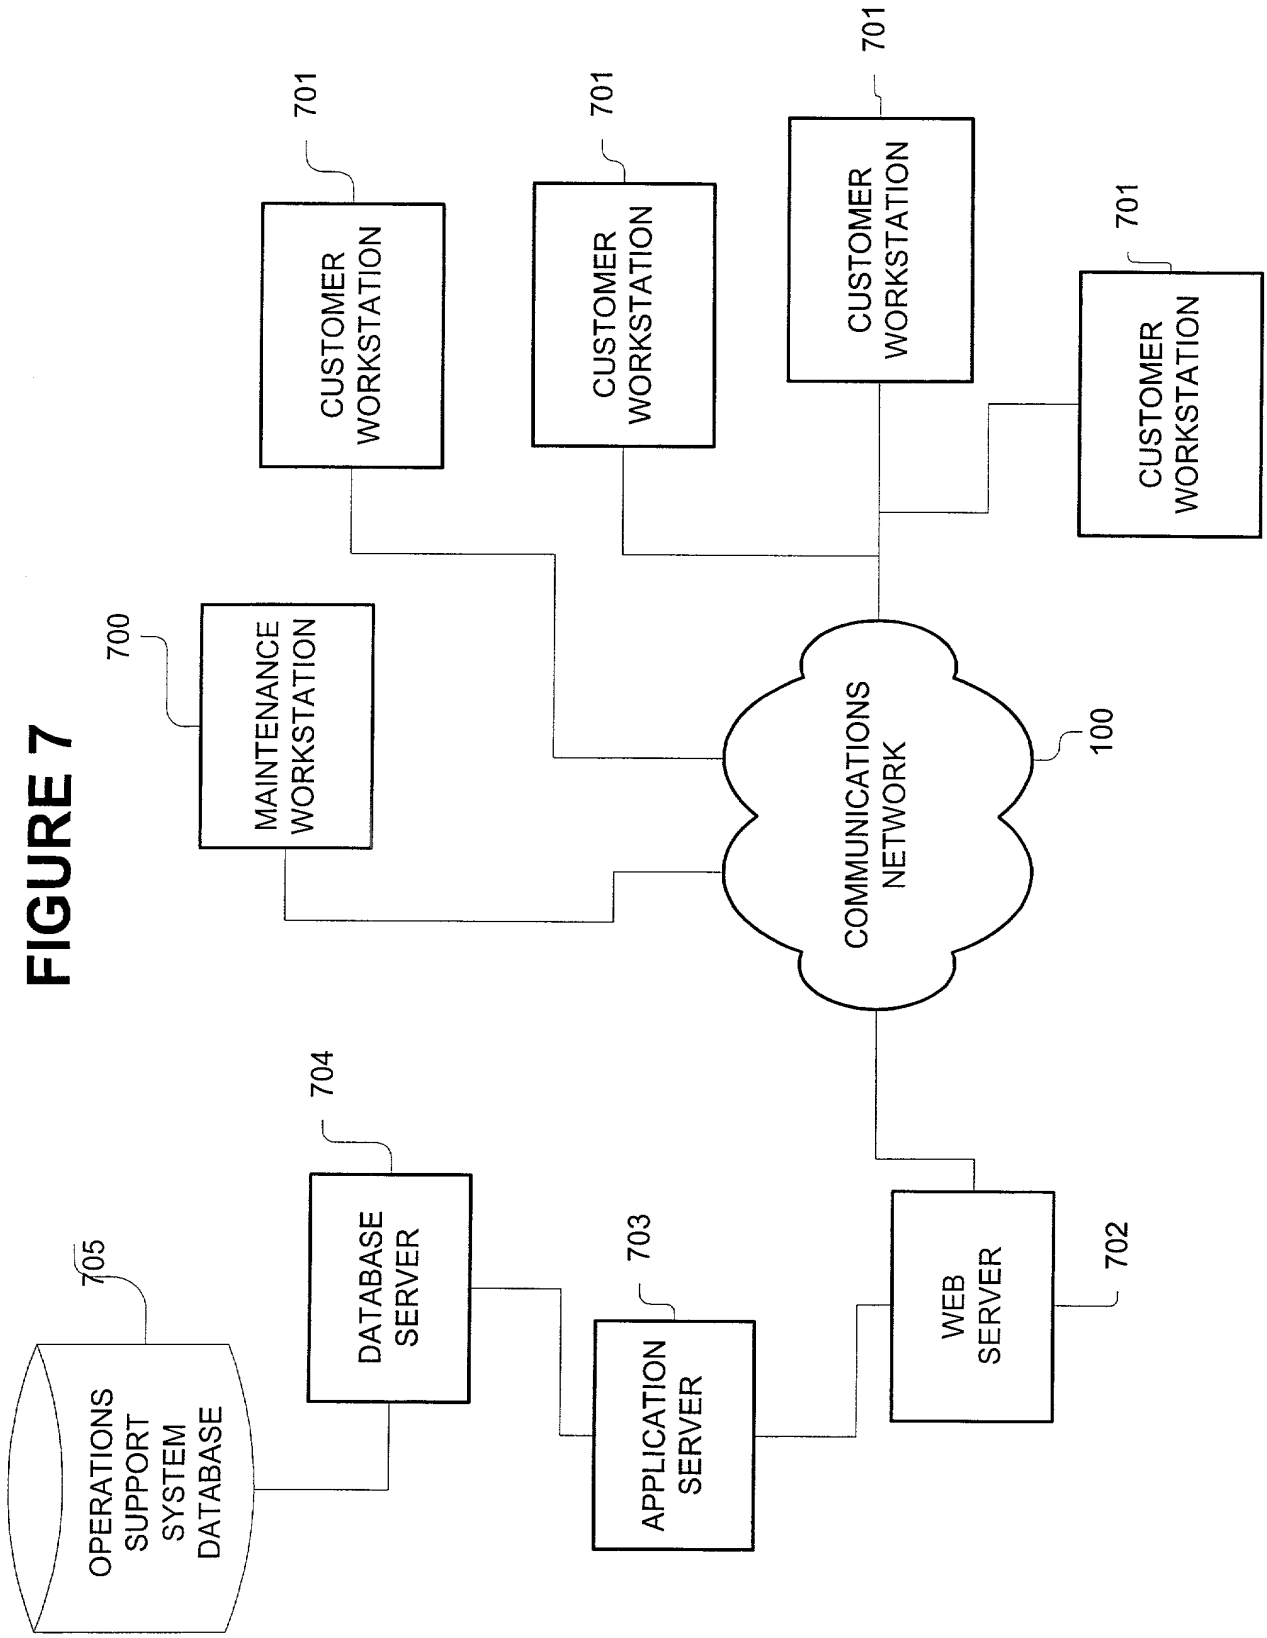 FIGURE 7
705
OPERATIONS
SUPPORT
SYSTEM
DATABASE
704
DATABASE
SERVER
703
APPLICATION
SERVER
WEB
SERVER
702
700
MAINTENANCE
WORKSTATION
COMMUNICATIONS
NETWORK
100
701
CUSTOMER
WORKSTATION
701
CUSTOMER
WORKSTATION
701
CUSTOMER
WORKSTATION
701
CUSTOMER
WORKSTATION